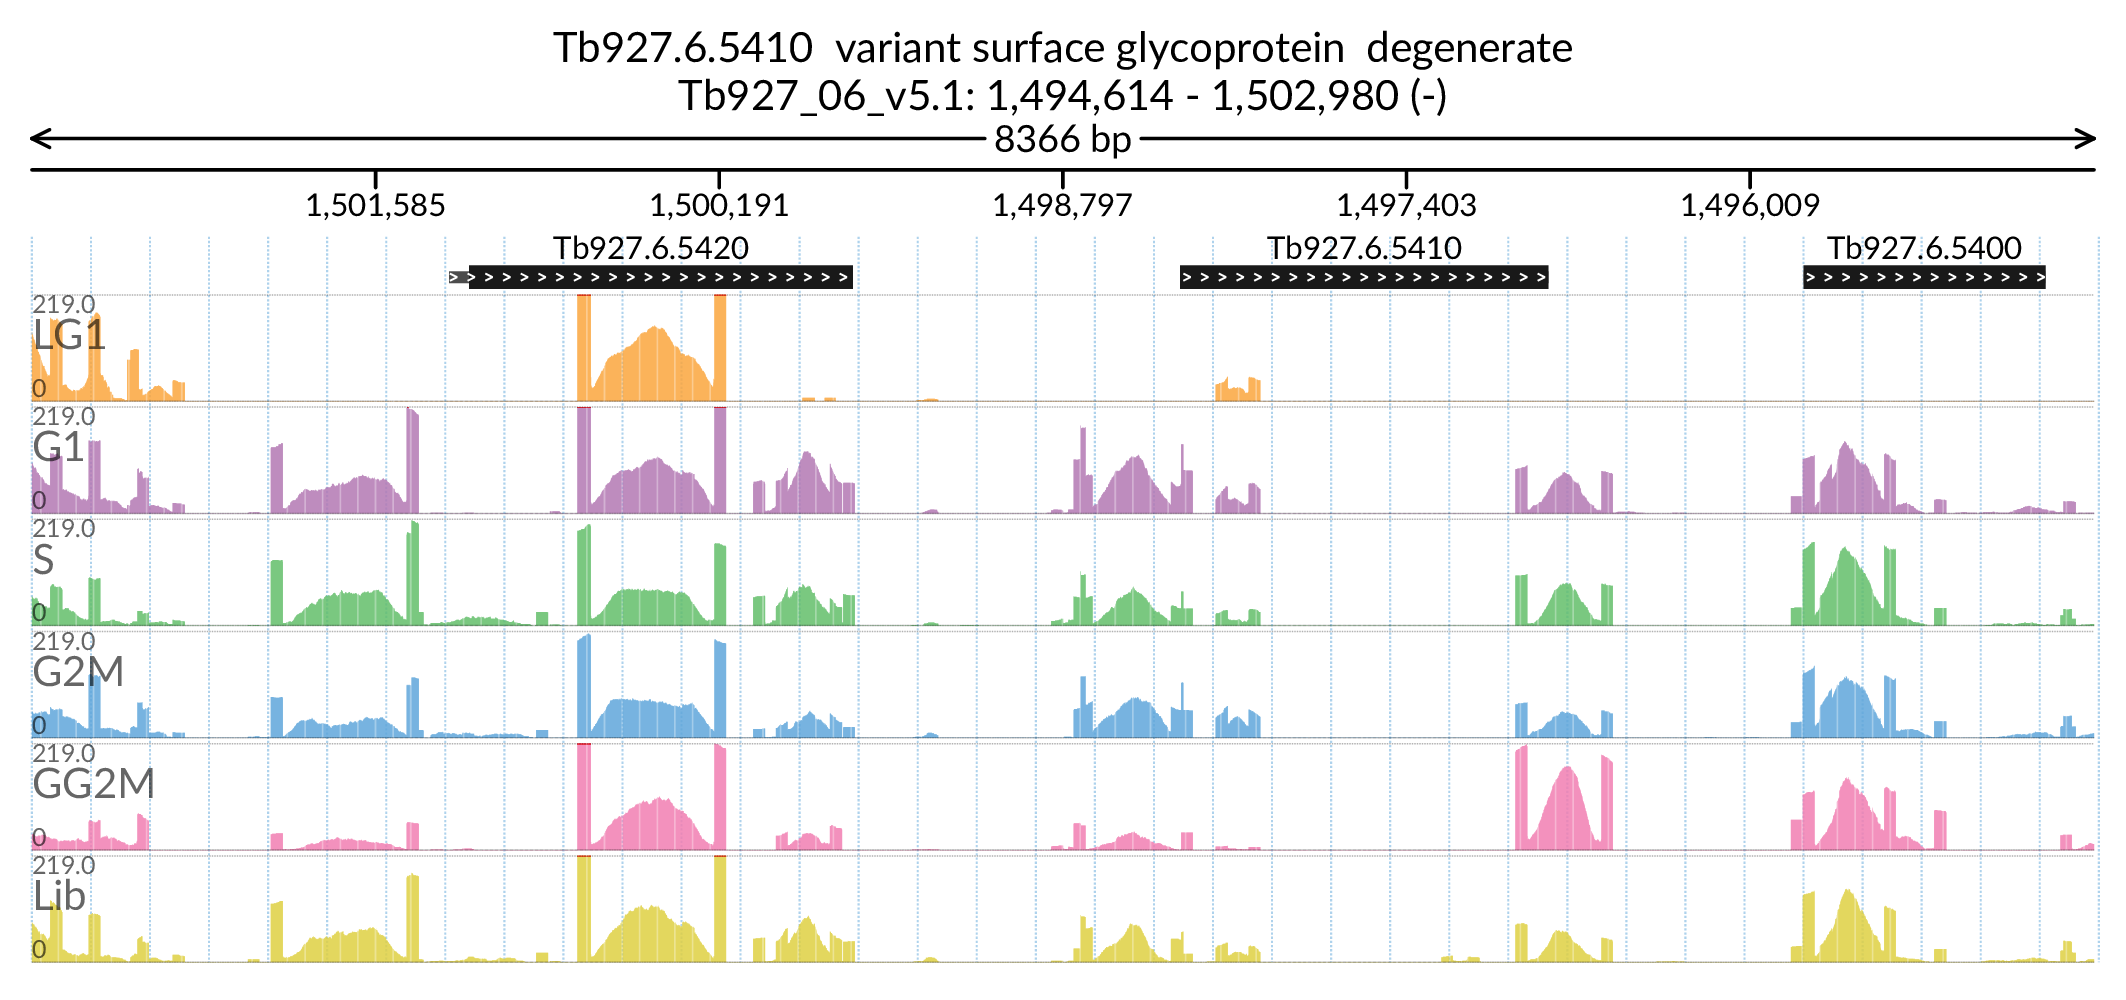 Tb927.6.5410 variant surface glycoprotein degenerate
Tb927_06_v5.1: 1,494,614 - 1,502,980 (-)
8366 bp
1,501,585 1,500,191 1,498,797 1,497,403 1,496,009
Tb927.6.5420 Tb927.6.5410 Tb927.6.5400
219.0
LG1
0
219.0
G1
0
219.0
S
0
219.0
G2M
0
219.0
GG2M
0
219.0
Lib
0